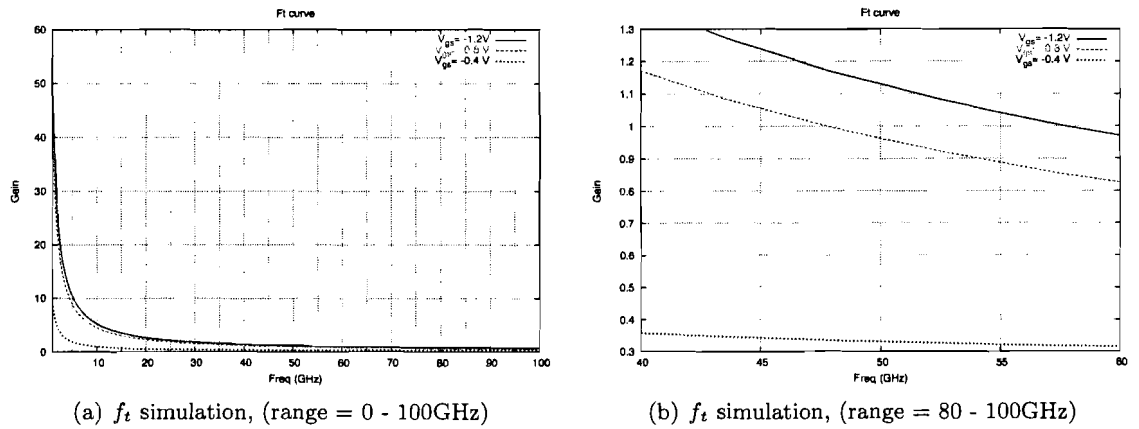 Ft curve
60
50
40
30
20
10
0
Gain
10 20 30 40 50 60 70 80 90 100
Freq (GHz)
Vgs= -1.2V
Vgs= -0.4 V
(a) ft simulation, (range = 0 - 100GHz)
Ft curve
1.3
1.2
1.1
1
0.9
0.8
0.7
0.6
0.5
0.4
0.3
Gain
40 45 50 55 60
Freq (GHz)
Vgs= -1.2V
Vgs= -0.4 V
(b) ft simulation, (range = 80 - 100GHz)